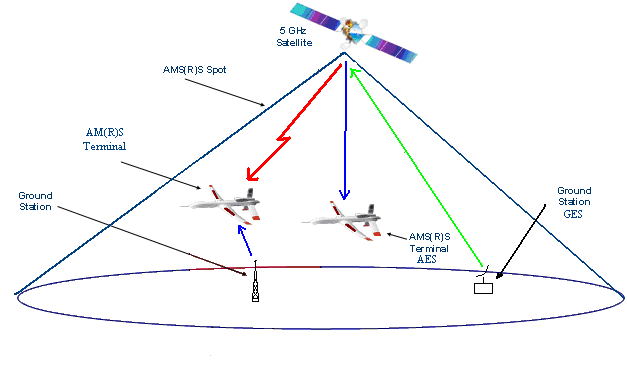 5 GHz
Satellite
AMS(R)S Spot
AM(R)S
Terminal
Ground
Station
Ground
Station
GES
AMS(R)S
Terminal
AES